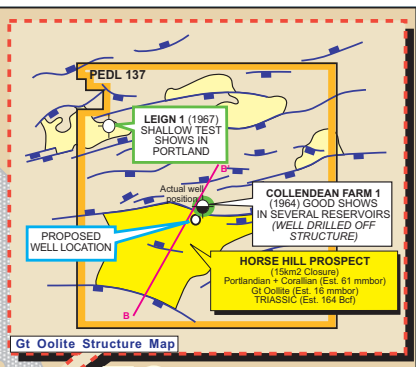 PEDL 137
LEIGN 1 (1967)
SHALLOW TEST
SHOWS IN
PORTLAND
B'
Actual well
position
COLLENDEAN FARM 1
(1964) GOOD SHOWS
IN SEVERAL RESERVOIRS
(WELL DRILLED OFF
STRUCTURE)
PROPOSED
WELL LOCATION
HORSE HILL PROSPECT
(15km2 Closure)
Portlandian + Corallian (Est. 61 mmbor)
Gt Oollite (Est. 16 mmbor)
TRIASSIC (Est. 164 Bcf)
B
Gt Oolite Structure Map